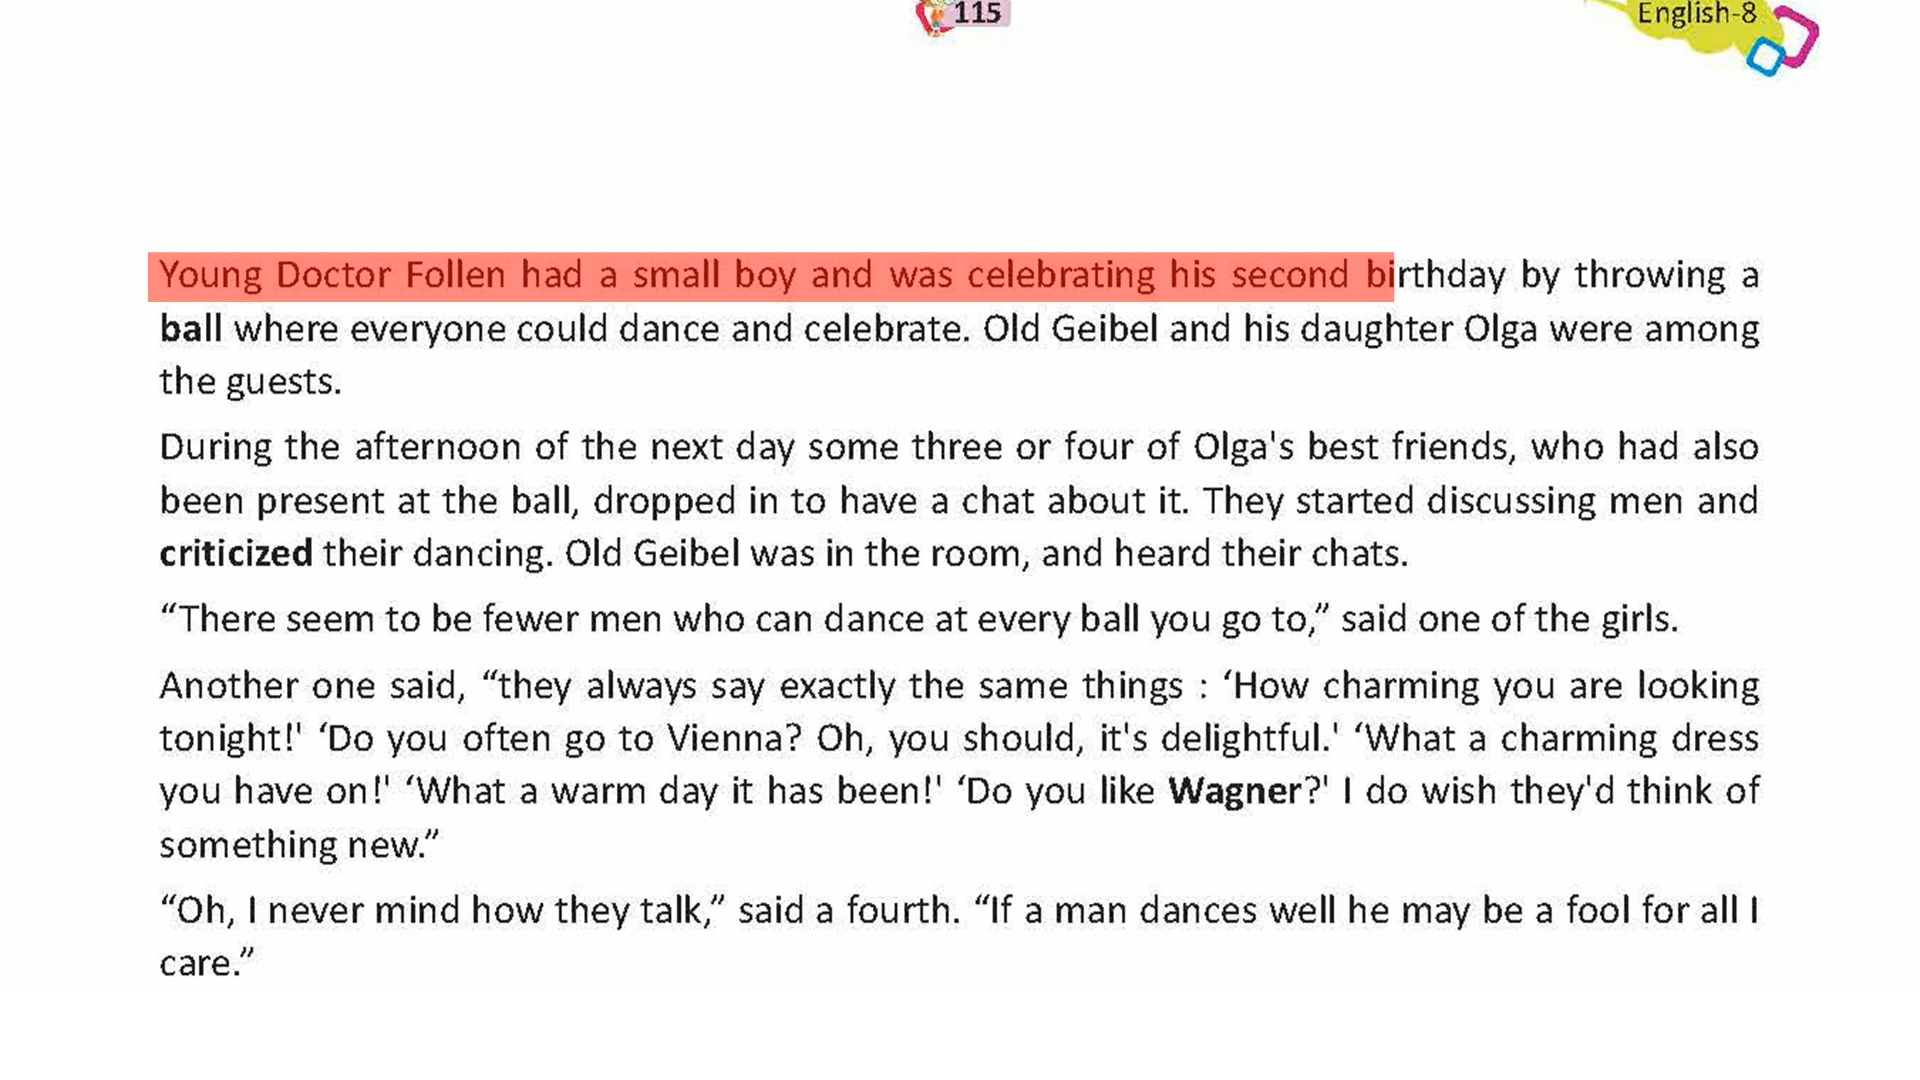 115
English-8
Young Doctor Follen had a small boy and was celebrating his second birthday by throwing a
ball where everyone could dance and celebrate. Old Geibel and his daughter Olga were among
the guests.
During the afternoon of the next day some three or four of Olga's best friends, who had also
been present at the ball, dropped in to have a chat about it. They started discussing men and
criticized their dancing. Old Geibel was in the room, and heard their chats.
“There seem to be fewer men who can dance at every ball you go to,” said one of the girls.
Another one said, “they always say exactly the same things : ‘How charming you are looking
tonight!' ‘Do you often go to Vienna? Oh, you should, it's delightful.' ‘What a charming dress
you have on!' ‘What a warm day it has been!' ‘Do you like Wagner?' I do wish they'd think of
something new.”
“Oh, I never mind how they talk,” said a fourth. “If a man dances well he may be a fool for all I
care.”